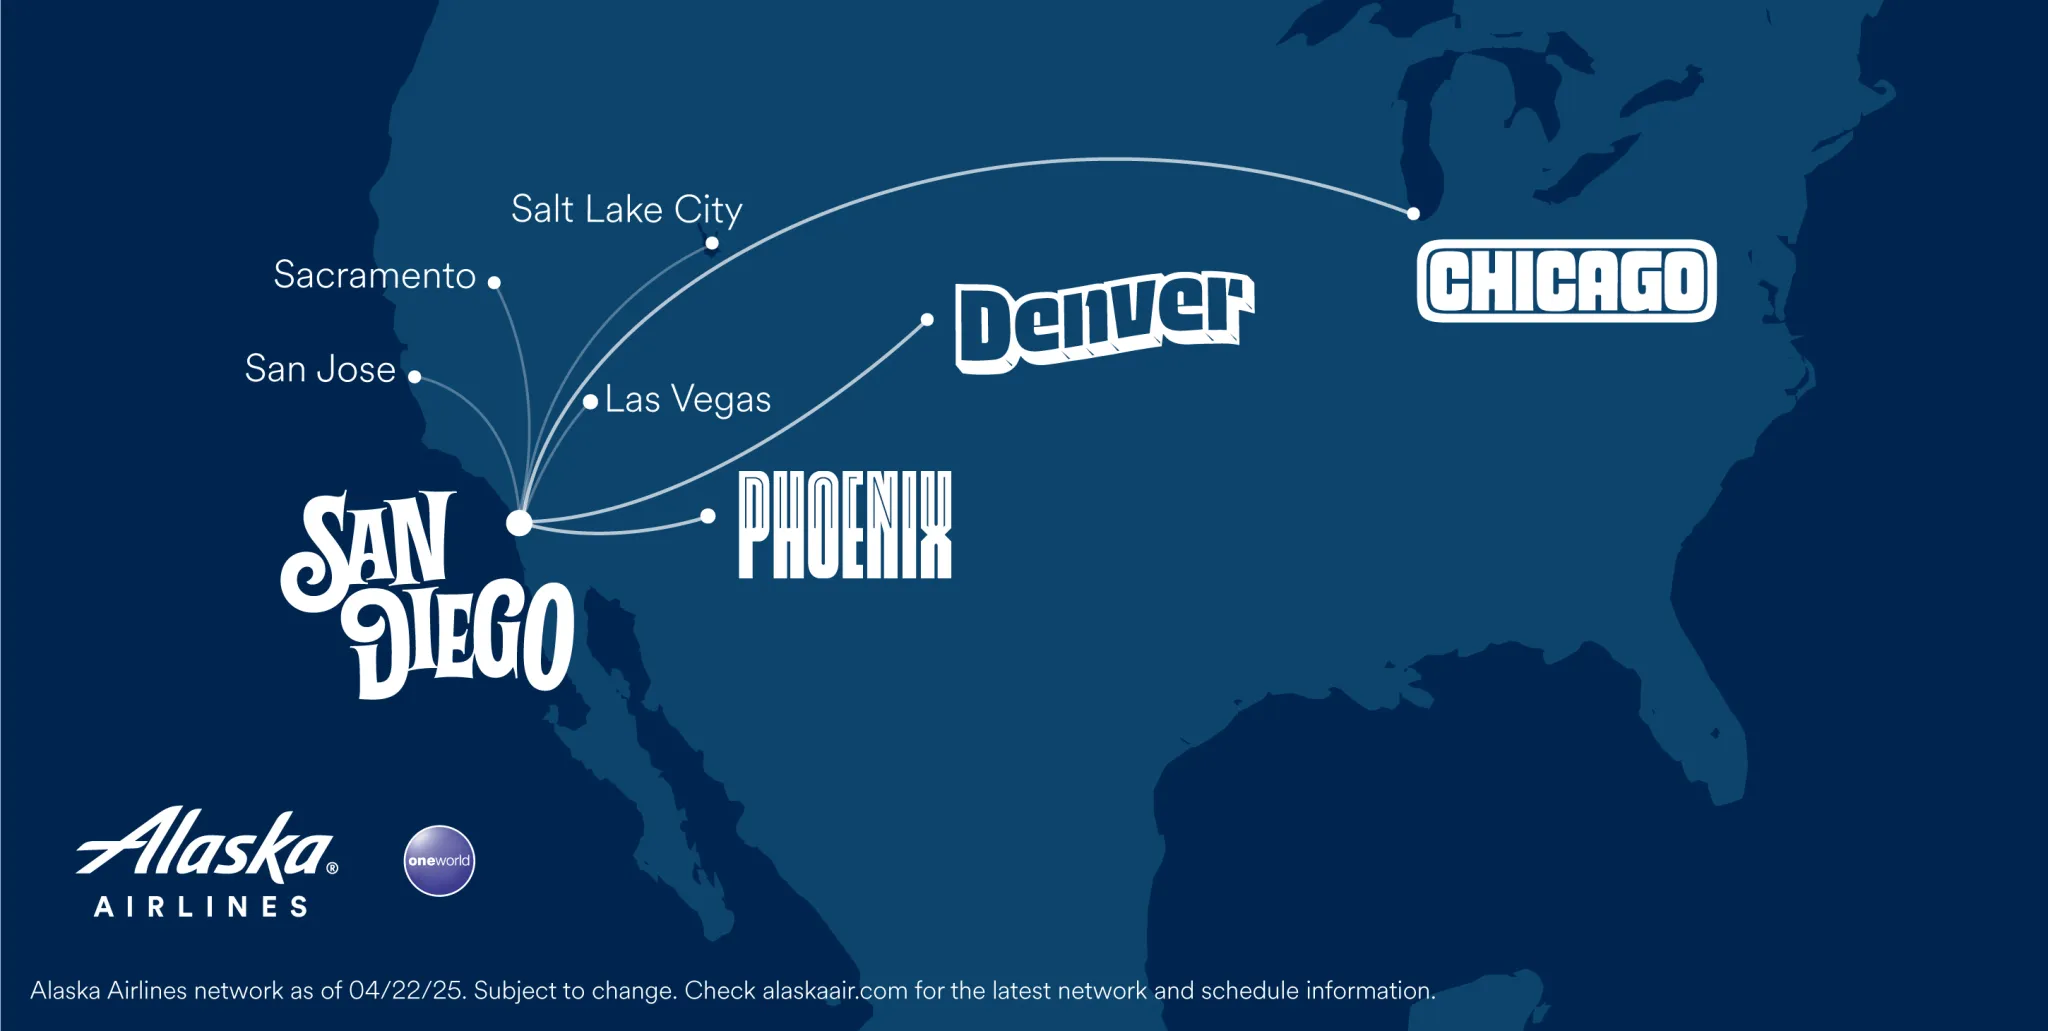 Salt Lake City
Sacramento
San Jose
Las Vegas
Denver
CHICAGO
PHOENIX
SAN
DIEGO
Alaska®
AIRLINES
oneworld
Alaska Airlines network as of 04/22/25. Subject to change. Check alaskaair.com for the latest network and schedule information.